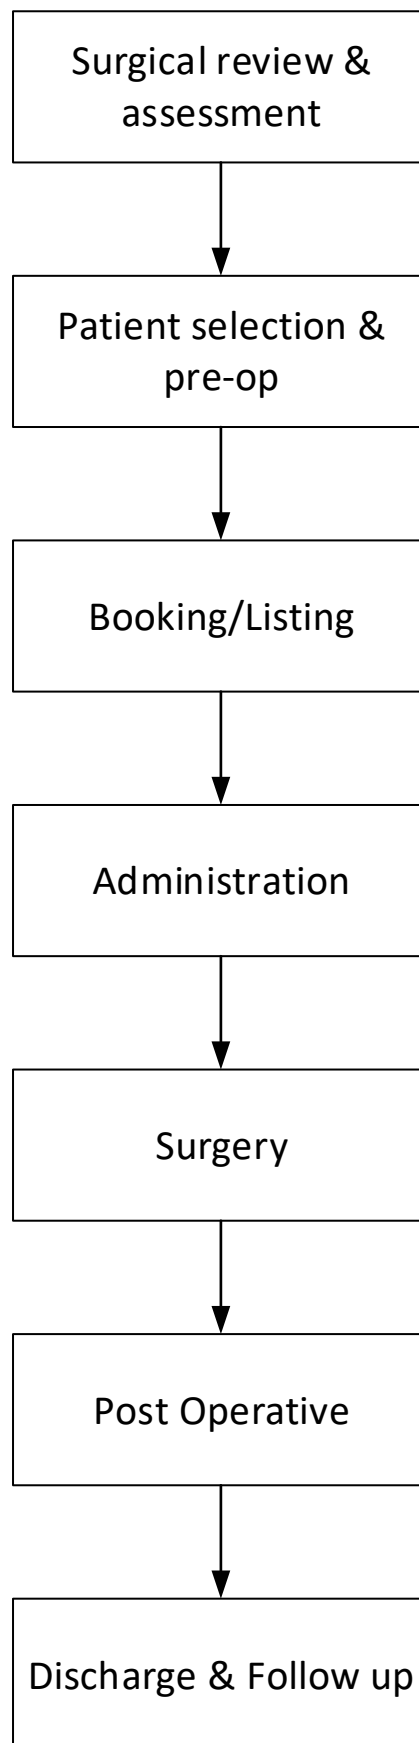 Surgical review &
assessment
Patient selection &
pre-op
Booking/Listing
Administration
Surgery
Post Operative
Discharge & Follow up